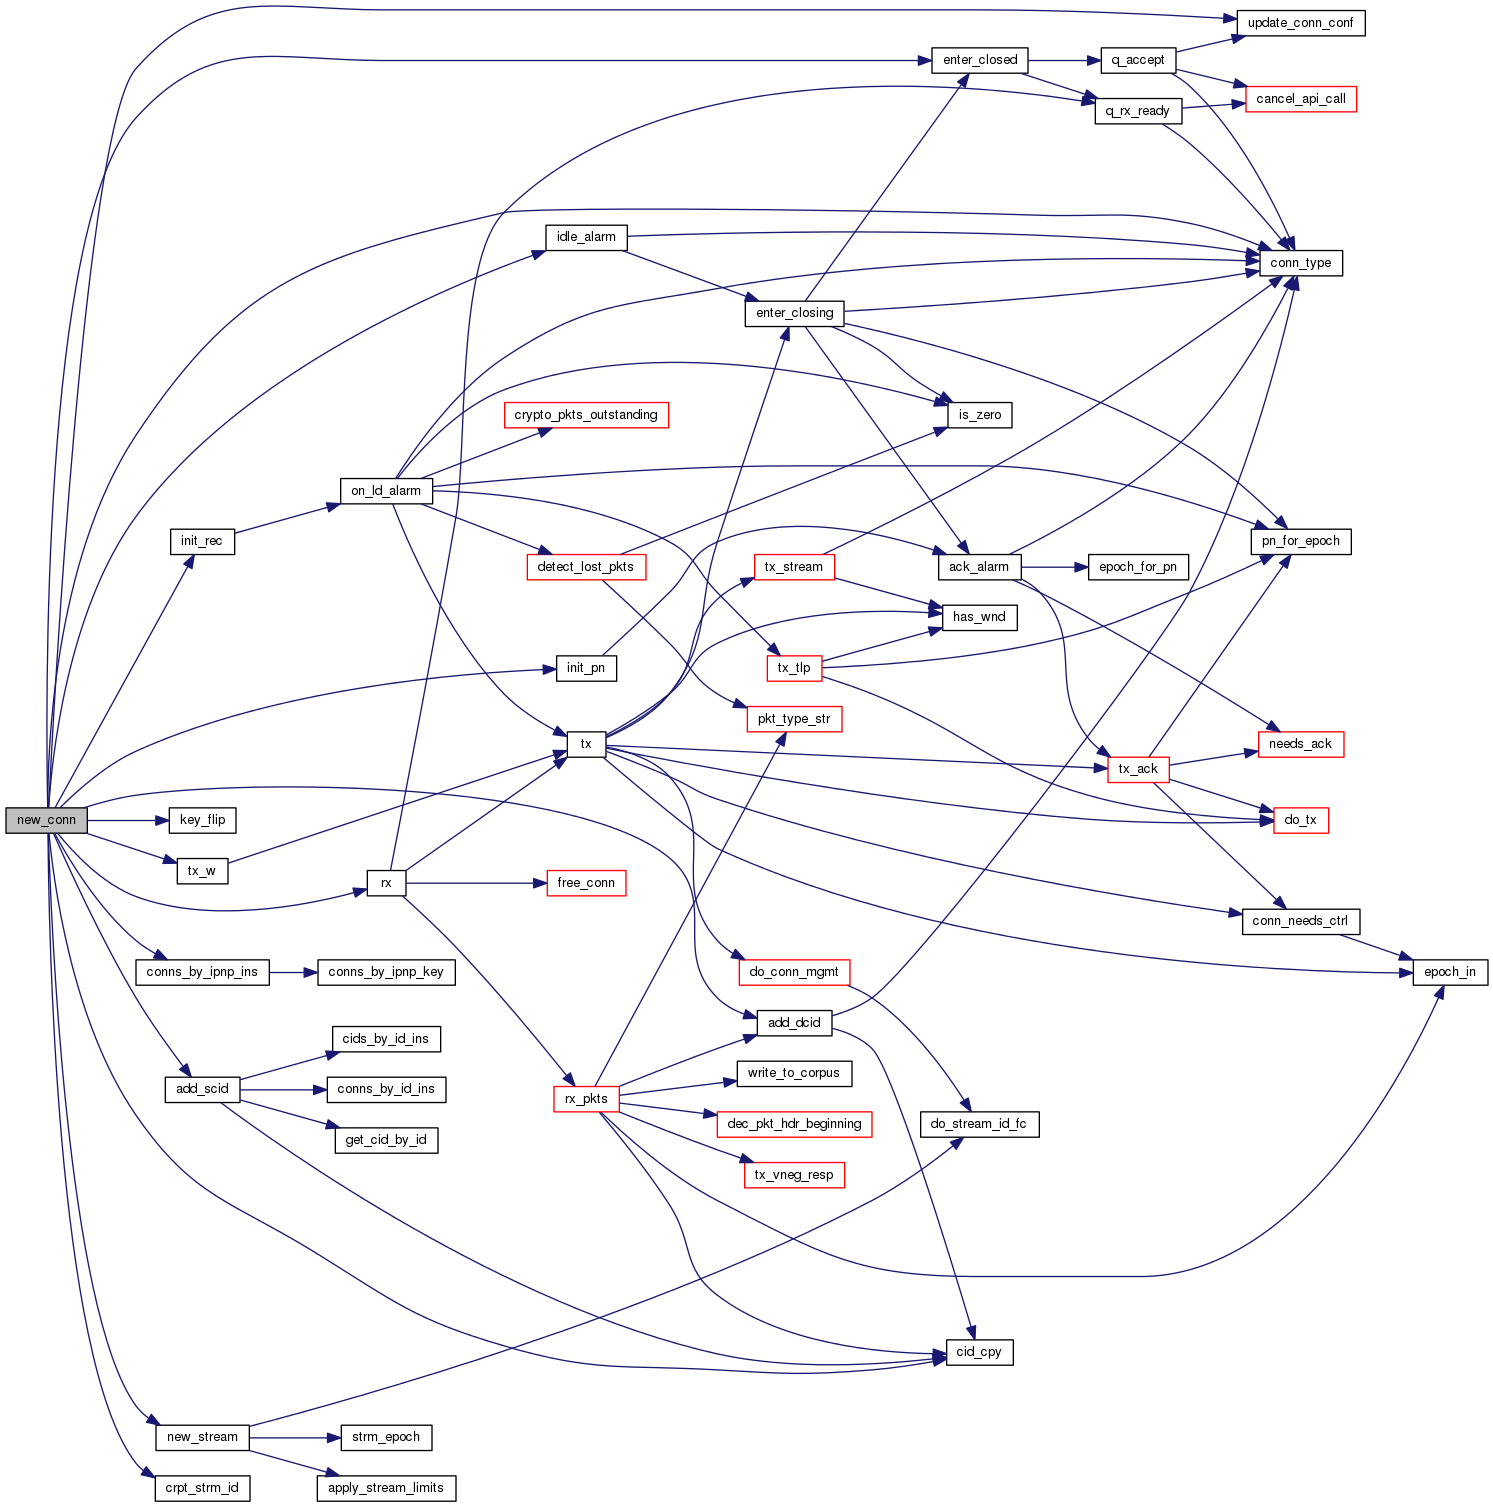 update_conn_conf
enter_closed
q_accept
cancel_api_call
q_rx_ready
idle_alarm
conn_type
enter_closing
crypto_pkts_outstanding
is_zero
on_ld_alarm
init_rec
pn_for_epoch
detect_lost_pkts
tx_stream
ack_alarm
epoch_for_pn
has_wnd
init_pn
tx_tlp
pkt_type_str
tx
needs_ack
tx_ack
new_conn
key_flip
do_tx
tx_w
rx
free_conn
conn_needs_ctrl
conns_by_ipnp_ins
conns_by_ipnp_key
do_conn_mgmt
epoch_in
add_dcid
cids_by_id_ins
write_to_corpus
add_scid
conns_by_id_ins
rx_pkts
dec_pkt_hdr_beginning
do_stream_id_fc
get_cid_by_id
tx_vneg_resp
cid_cpy
new_stream
strm_epoch
crpt_strm_id
apply_stream_limits